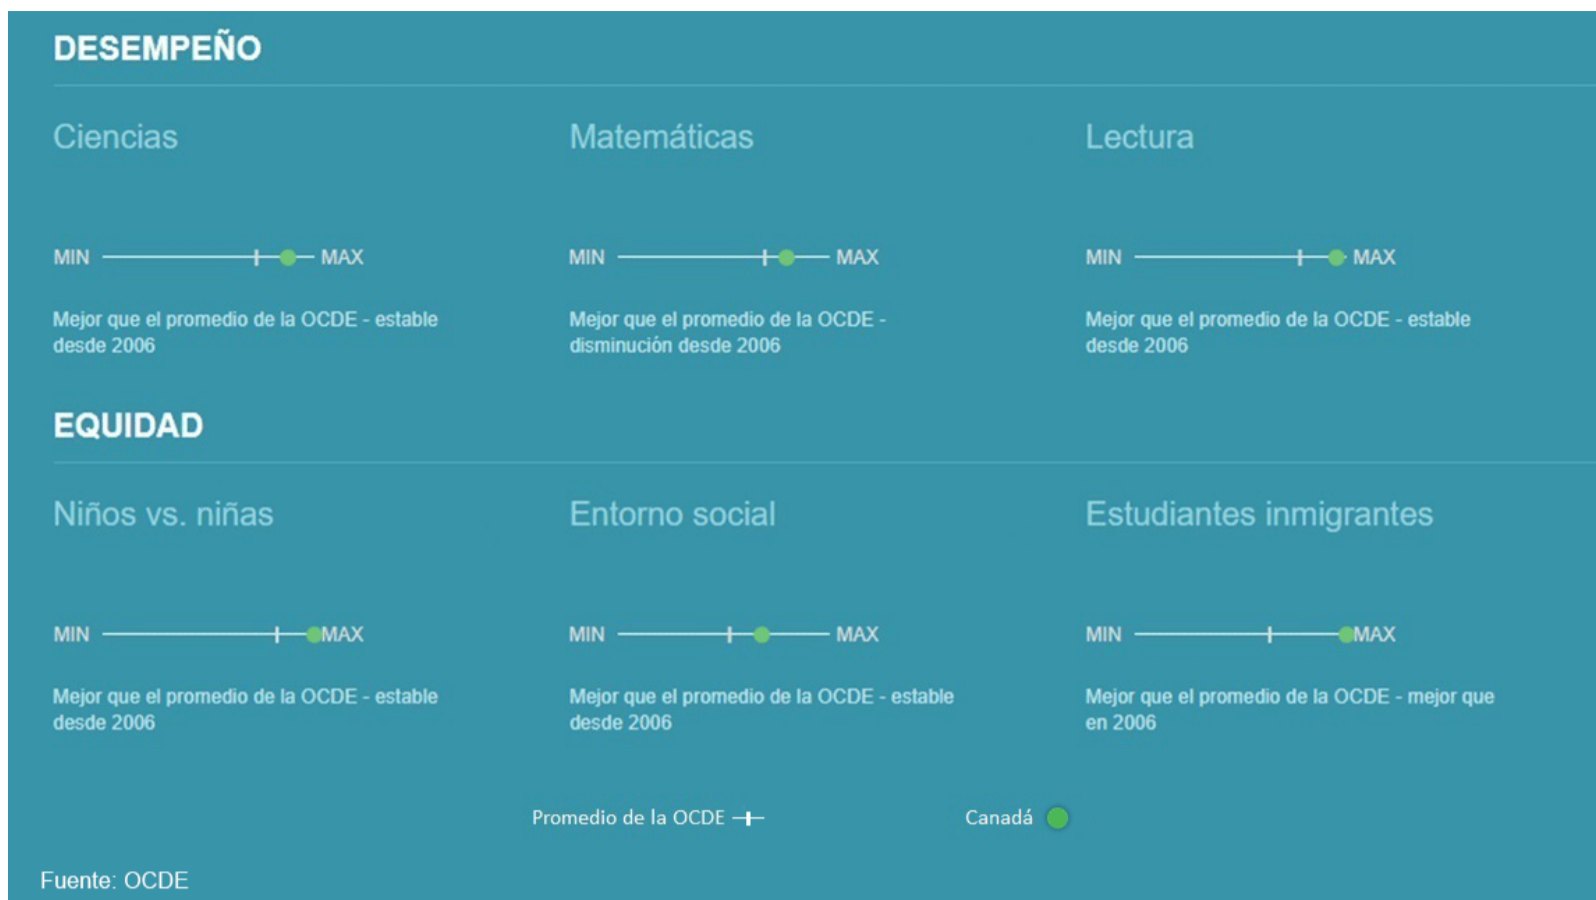 DESEMPEÑO
Ciencias
Matemáticas
Lectura
MIN MAX
MIN MAX
MIN MAX
Mejor que el promedio de la OCDE - estable
desde 2006
Mejor que el promedio de la OCDE -
disminución desde 2006
Mejor que el promedio de la OCDE - estable
desde 2006
EQUIDAD
Niños vs. niñas
Entorno social
Estudiantes inmigrantes
MIN MAX
MIN MAX
MIN MAX
Mejor que el promedio de la OCDE - estable
desde 2006
Mejor que el promedio de la OCDE - estable
desde 2006
Mejor que el promedio de la OCDE - mejor que
en 2006
Promedio de la OCDE
Canadá
Fuente: OCDE